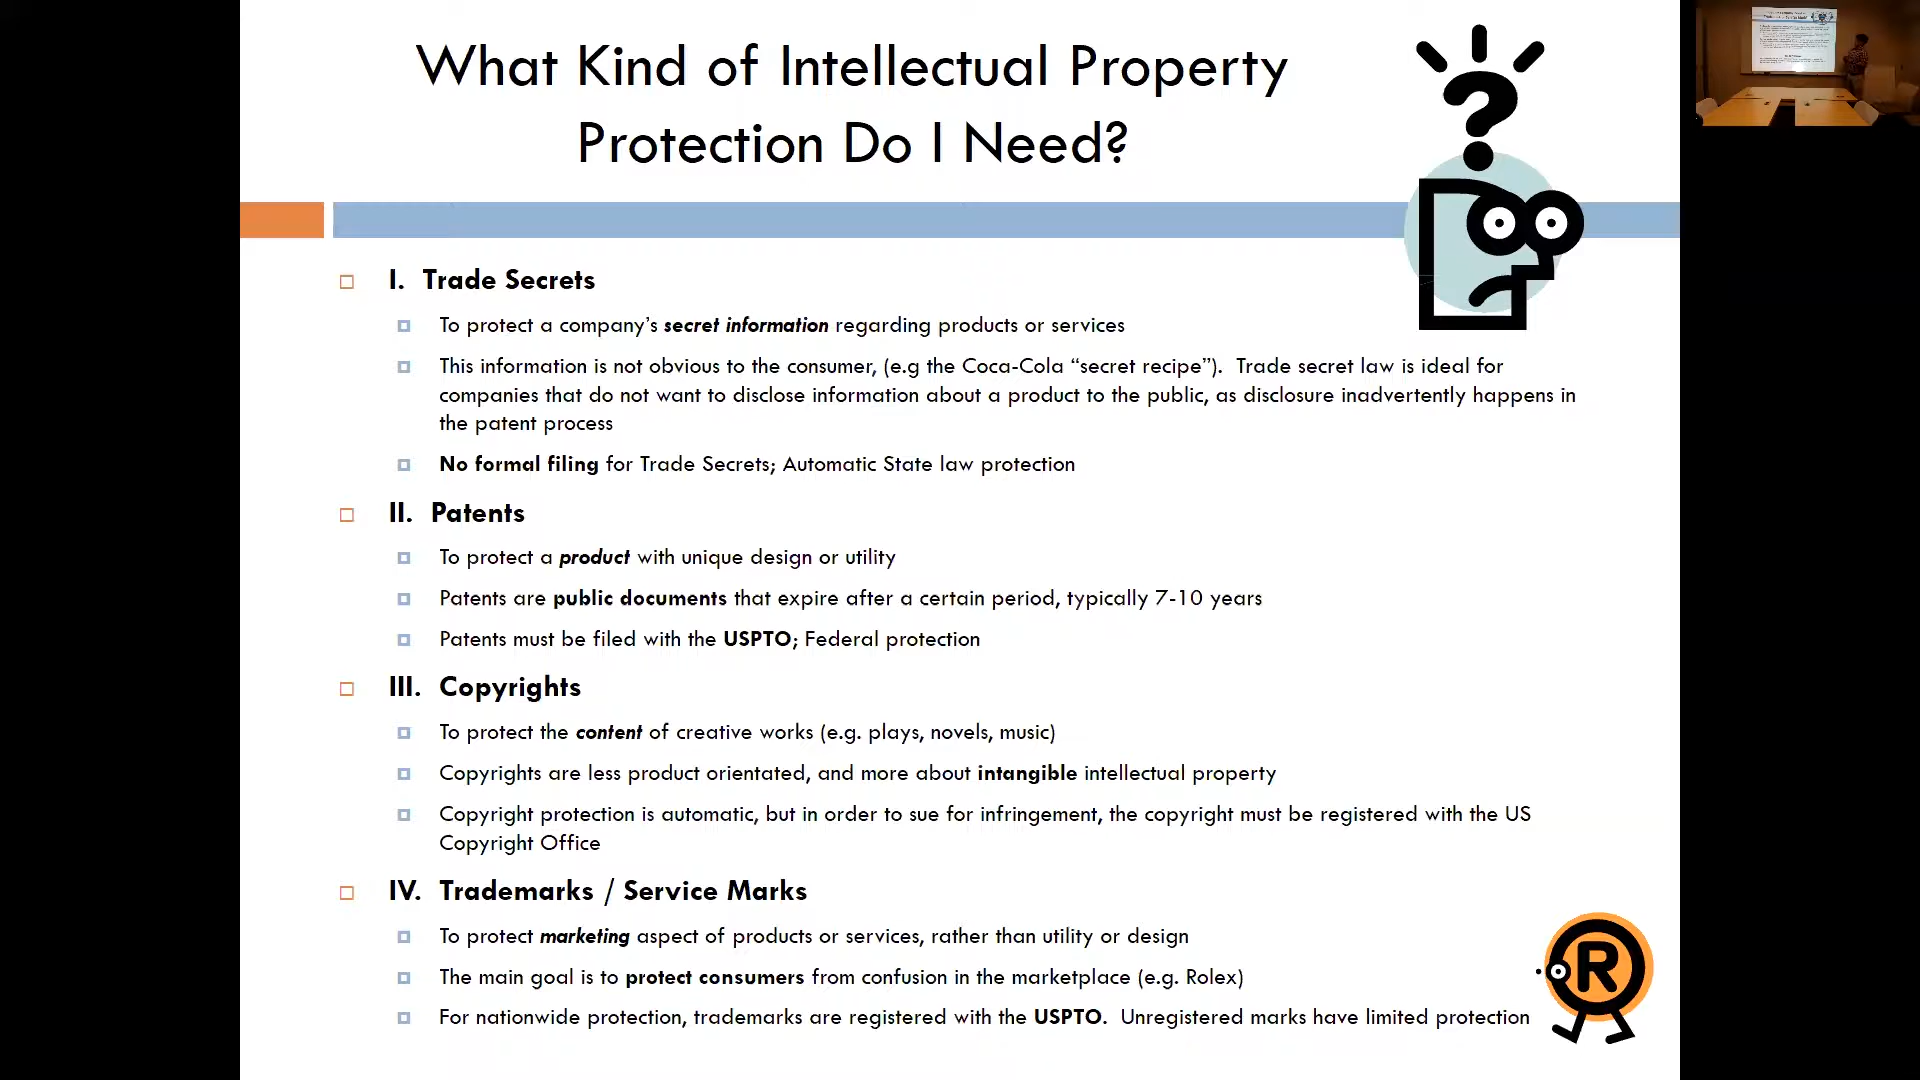 What Kind of Intellectual Property
Protection Do I Need?
I. Trade Secrets
To protect a company’s secret information regarding products or services
This information is not obvious to the consumer, (e.g the Coca-Cola “secret recipe”). Trade secret law is ideal for
companies that do not want to disclose information about a product to the public, as disclosure inadvertently happens in
the patent process
No formal filing for Trade Secrets; Automatic State law protection
II. Patents
To protect a product with unique design or utility
Patents are public documents that expire after a certain period, typically 7-10 years
Patents must be filed with the USPTO; Federal protection
III. Copyrights
To protect the content of creative works (e.g. plays, novels, music)
Copyrights are less product orientated, and more about intangible intellectual property
Copyright protection is automatic, but in order to sue for infringement, the copyright must be registered with the US
Copyright Office
IV. Trademarks / Service Marks
To protect marketing aspect of products or services, rather than utility or design
The main goal is to protect consumers from confusion in the marketplace (e.g. Rolex)
For nationwide protection, trademarks are registered with the USPTO. Unregistered marks have limited protection
R